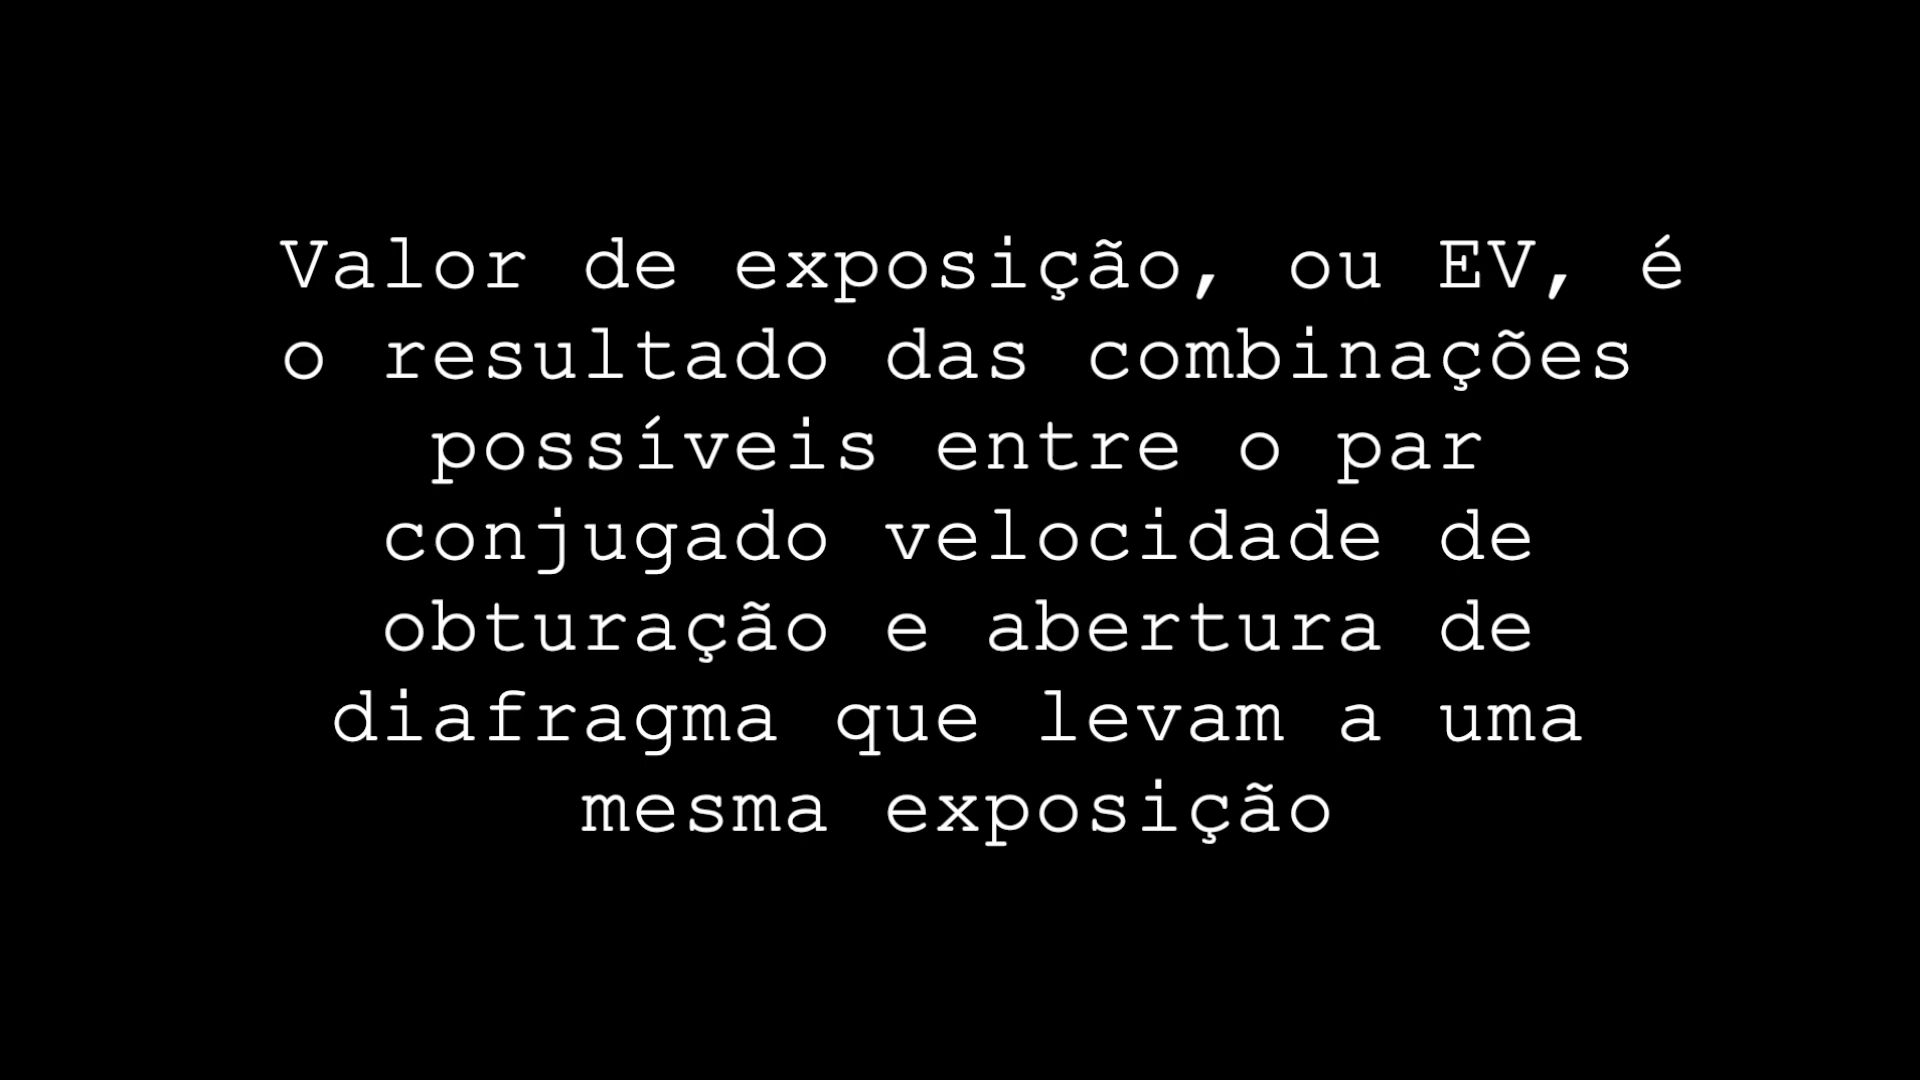 Valor de exposição, ou EV, é
o resultado das combinações
possíveis entre o par
conjugado velocidade de
obturação e abertura de
diafragma que levam a uma
mesma exposição